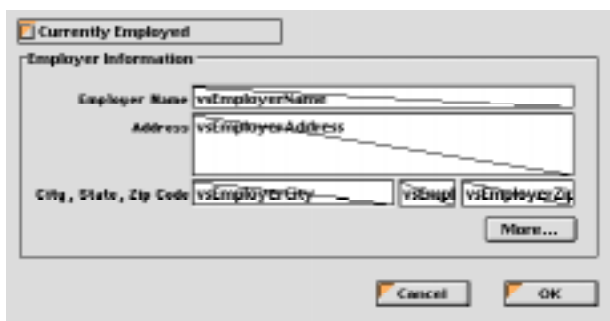 Currently Employed
Employer Information
Employer Name vsEmployerName
Address vsEmployerAddress
City, State, Zip Code vsEmployerCity vsEmpl vsEmployerZip
More...
Cancel OK